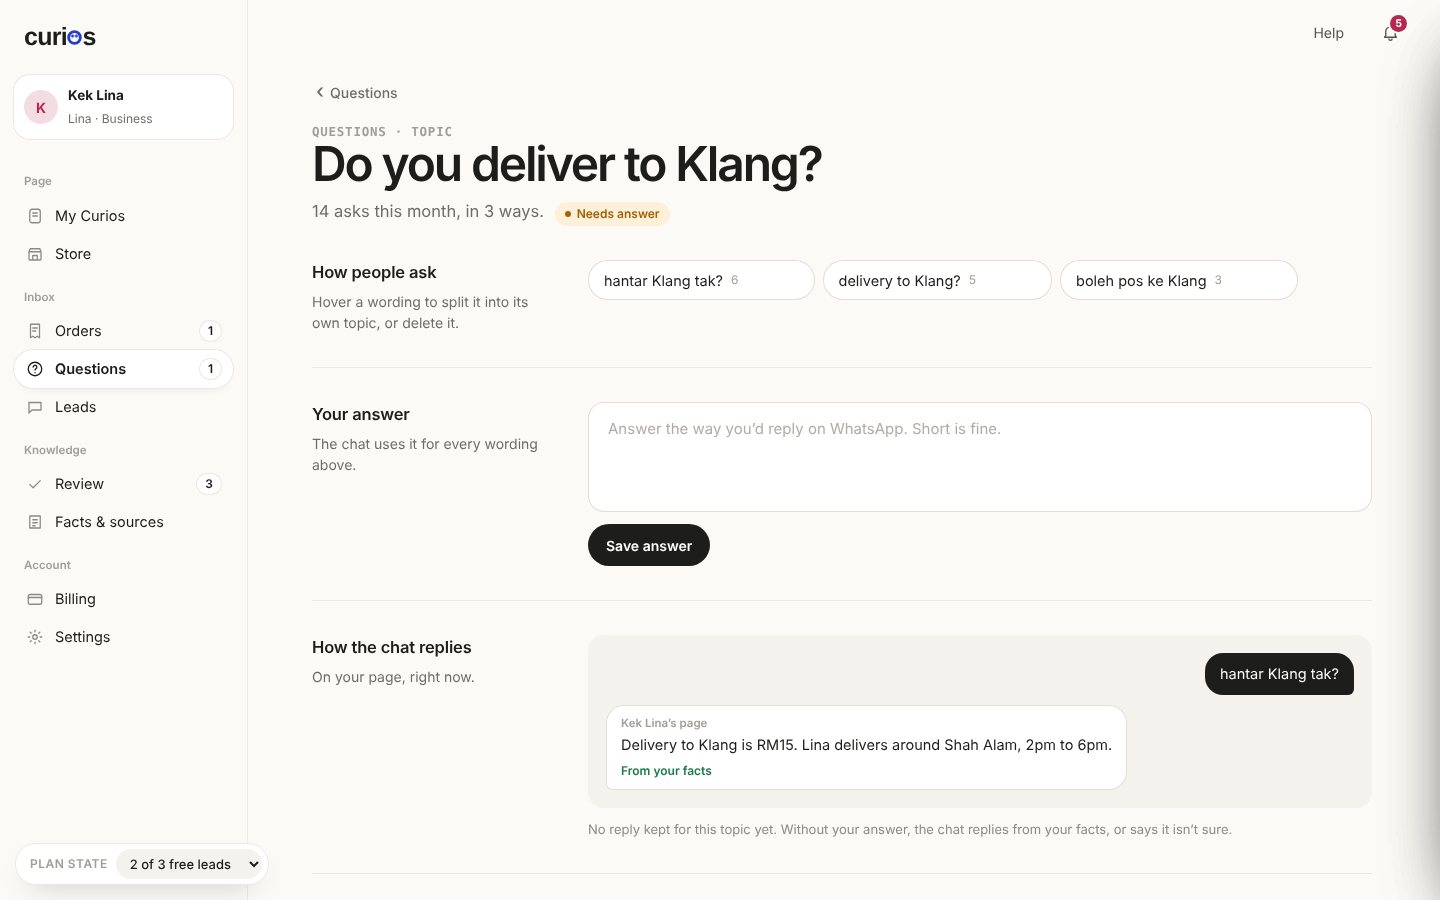 curios
Help
5
K
Kek Lina
Lina · Business
Page
My Curios
Store
Inbox
Orders 1
Questions 1
Leads
Knowledge
Review 3
Facts & sources
Account
Billing
Settings
PLAN STATE 2 of 3 free leads
Questions
QUESTIONS · TOPIC
Do you deliver to Klang?
14 asks this month, in 3 ways. Needs answer
How people ask
Hover a wording to split it into its
own topic, or delete it.
hantar Klang tak? 6
delivery to Klang? 5
boleh pos ke Klang 3
Your answer
The chat uses it for every wording
above.
Answer the way you’d reply on WhatsApp. Short is fine.
Save answer
How the chat replies
On your page, right now.
hantar Klang tak?
Kek Lina’s page
Delivery to Klang is RM15. Lina delivers around Shah Alam, 2pm to 6pm.
From your facts
No reply kept for this topic yet. Without your answer, the chat replies from your facts, or says it isn’t sure.